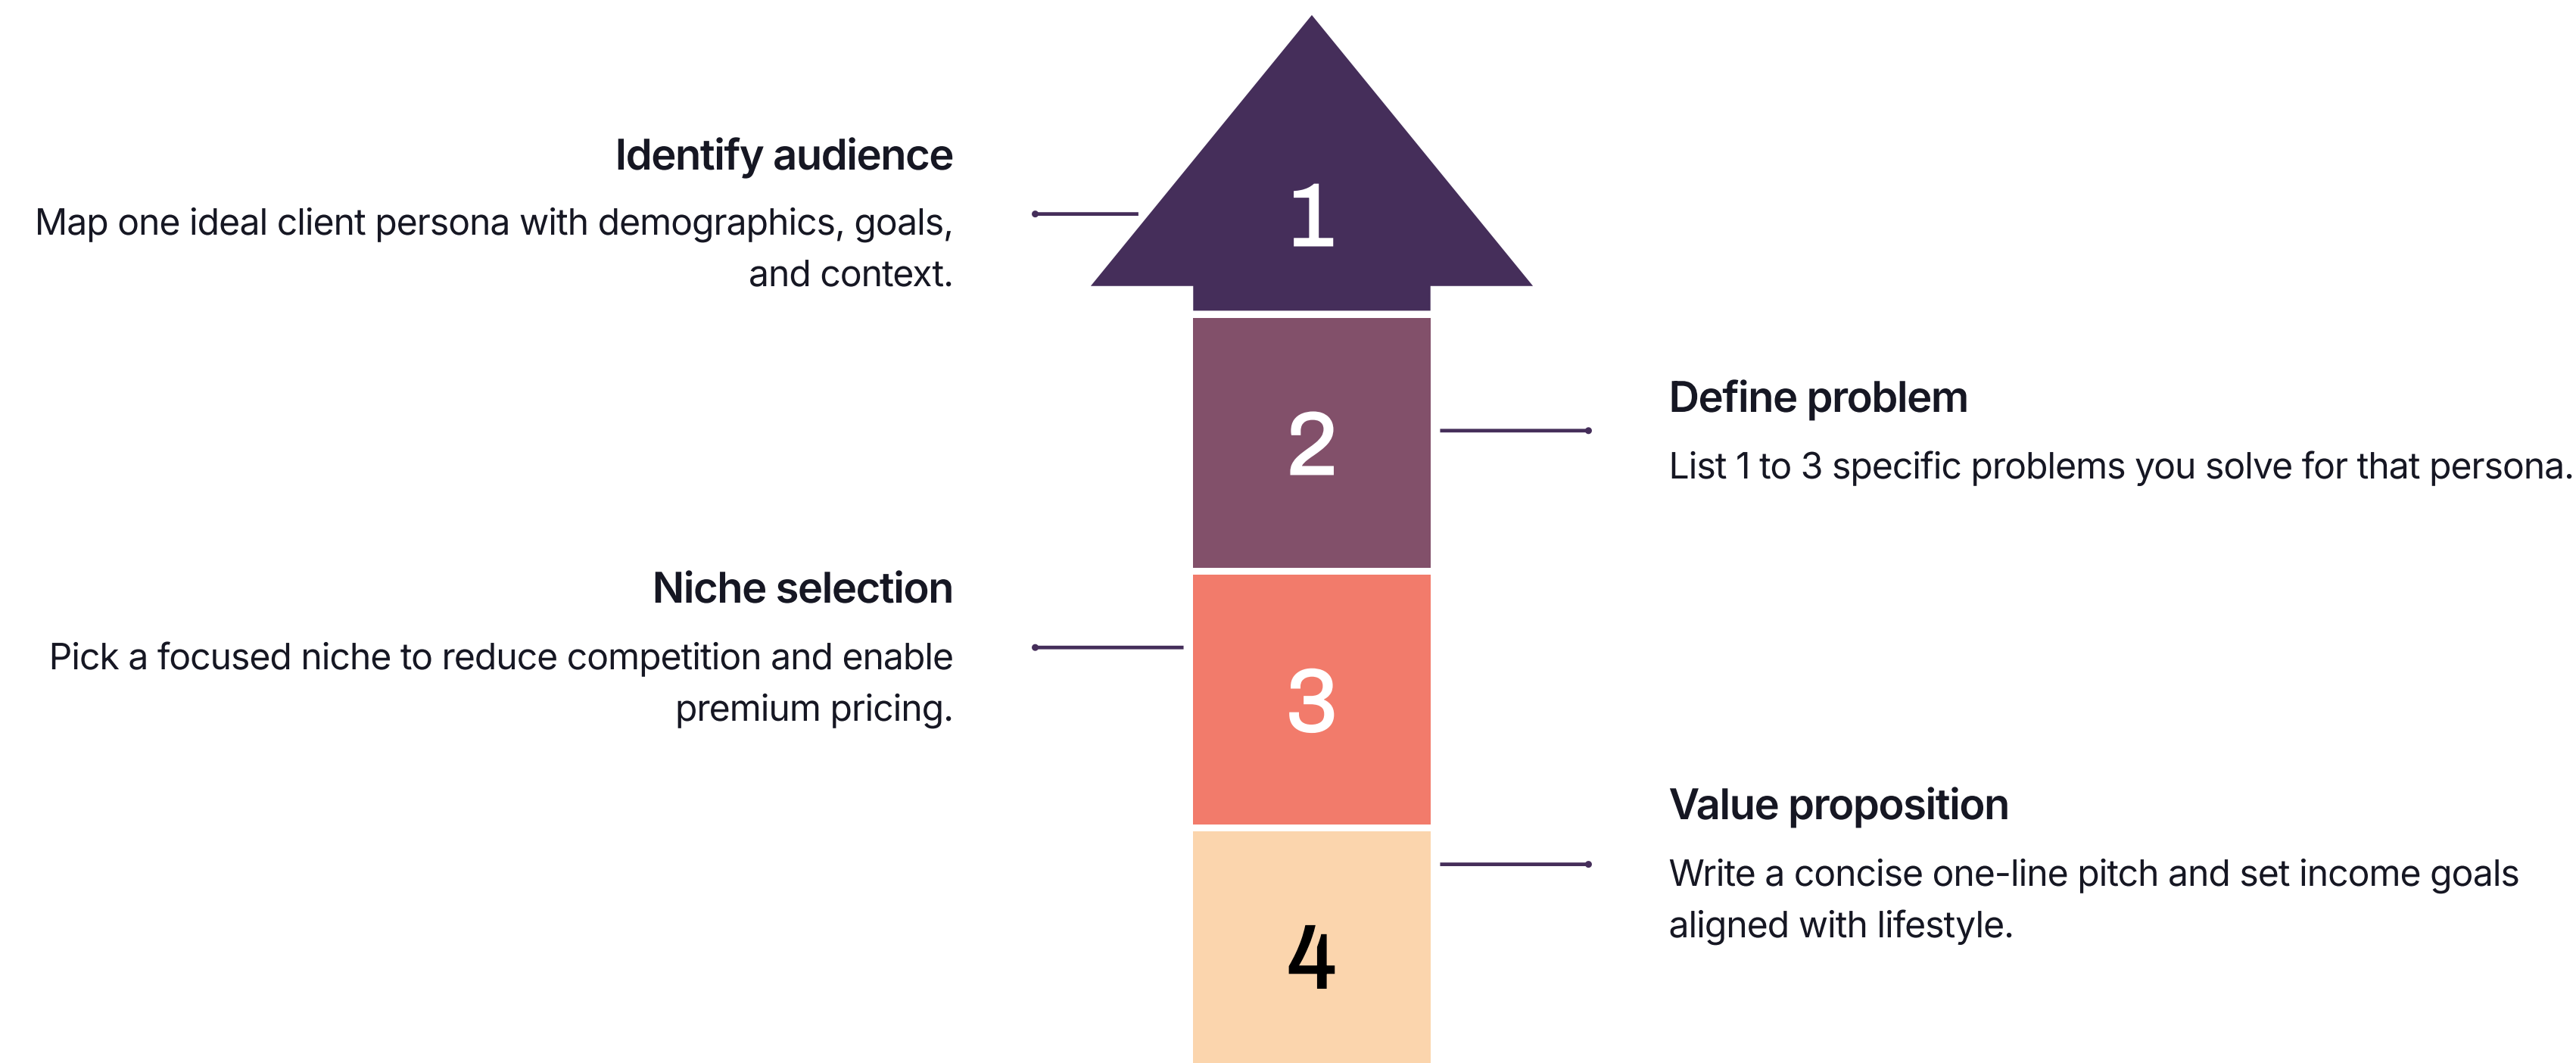 Identify audience
Map one ideal client persona with demographics, goals,
and context.
1
2
Define problem
List 1 to 3 specific problems you solve for that persona.
Niche selection
Pick a focused niche to reduce competition and enable
premium pricing.
3
Value proposition
Write a concise one-line pitch and set income goals
aligned with lifestyle.
4